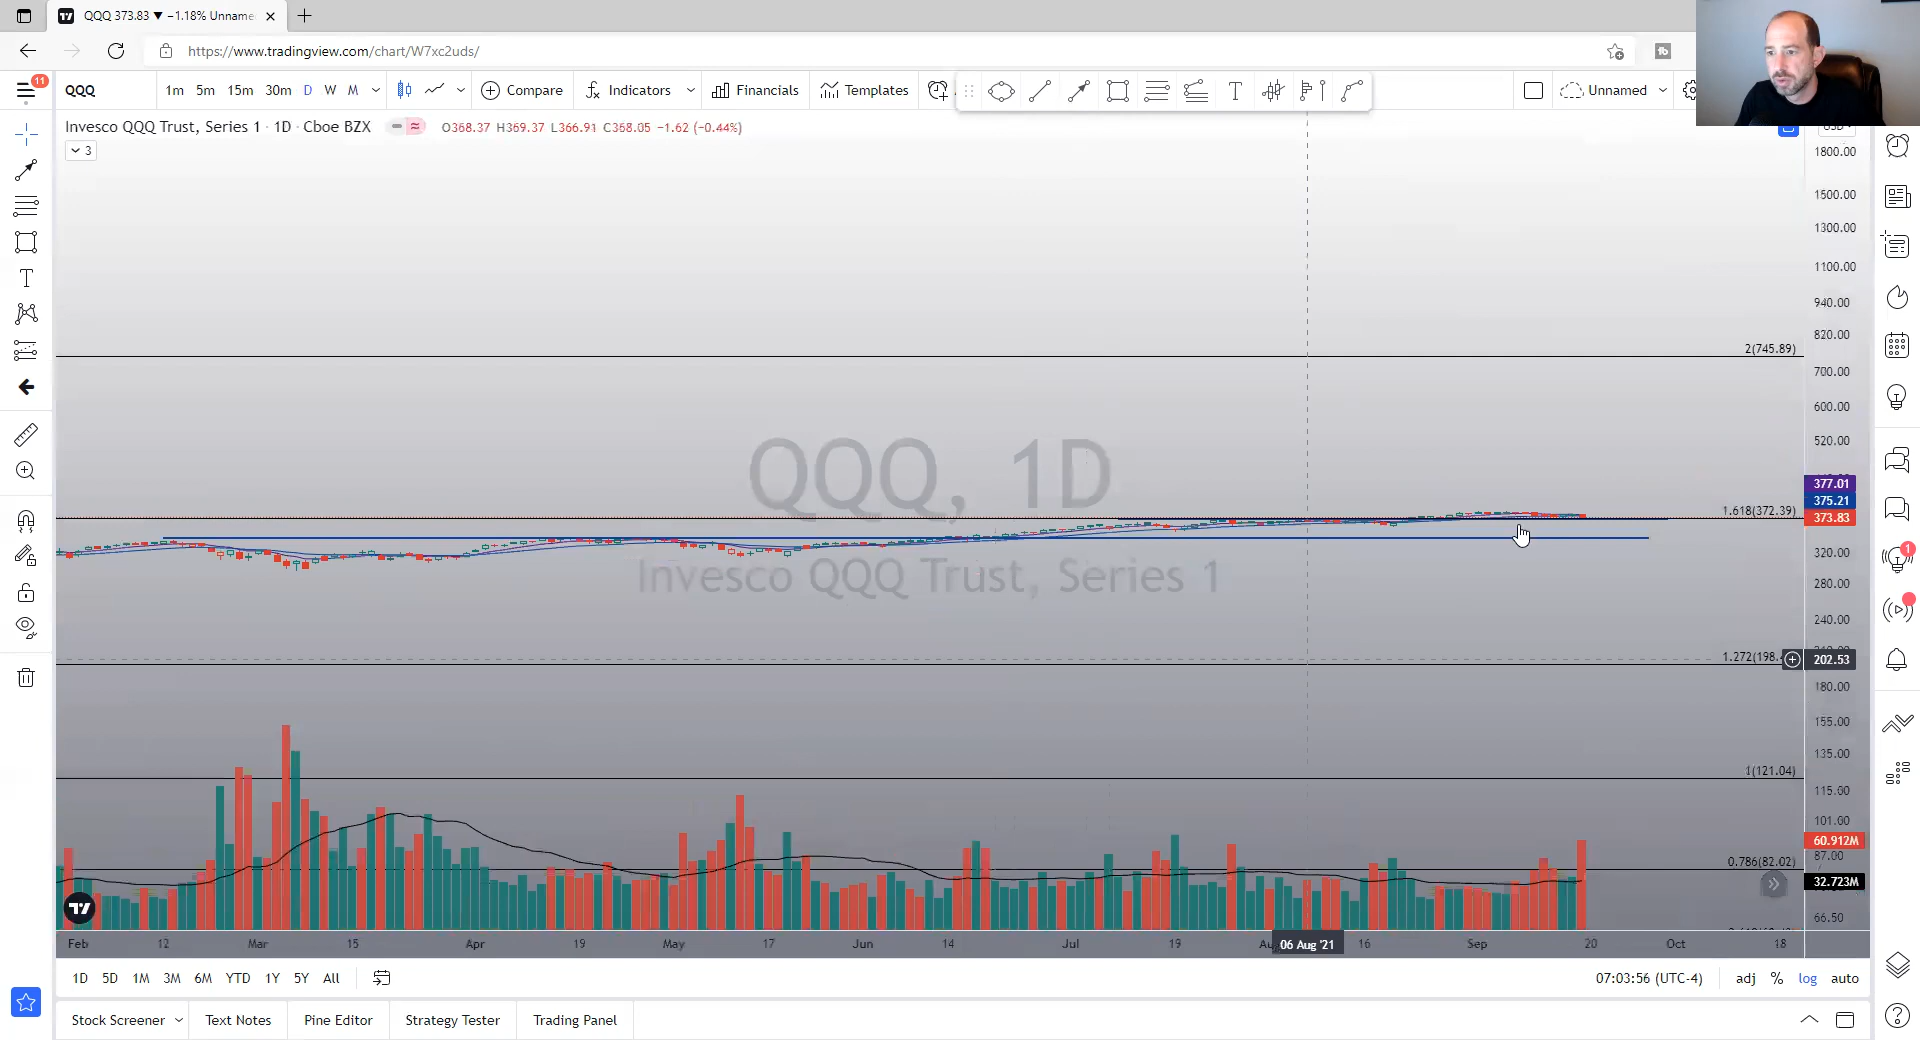 QQQ 373.83 ▼ −1.18% Unname
https://www.tradingview.com/chart/W7xc2uds/
11
QQQ 1m 5m 15m 30m D W M Compare Indicators Financials Templates Unnamed
Invesco QQQ Trust, Series 1 · 1D · Cboe BZX O368.37 H369.37 L366.91 C368.05 −1.62 (−0.44%)
3
USD
1800.00
1500.00
1300.00
1100.00
940.00
820.00
2(745.89)
700.00
600.00
520.00
QQQ, 1D
377.01
375.21
1.618(372.39)
373.83
320.00
Invesco QQQ Trust, Series 1
280.00
240.00
1.272(198.
202.53
180.00
155.00
135.00
1(121.04)
115.00
101.00
60.912M
87.00
0.786(82.02)
32.723M
66.50
Feb 12 Mar 15 Apr 19 May 17 Jun 14 Jul 19 Au 06 Aug '21 16 Sep 20 Oct 18
1D 5D 1M 3M 6M YTD 1Y 5Y All 07:03:56 (UTC-4) adj % log auto
Stock Screener Text Notes Pine Editor Strategy Tester Trading Panel
1